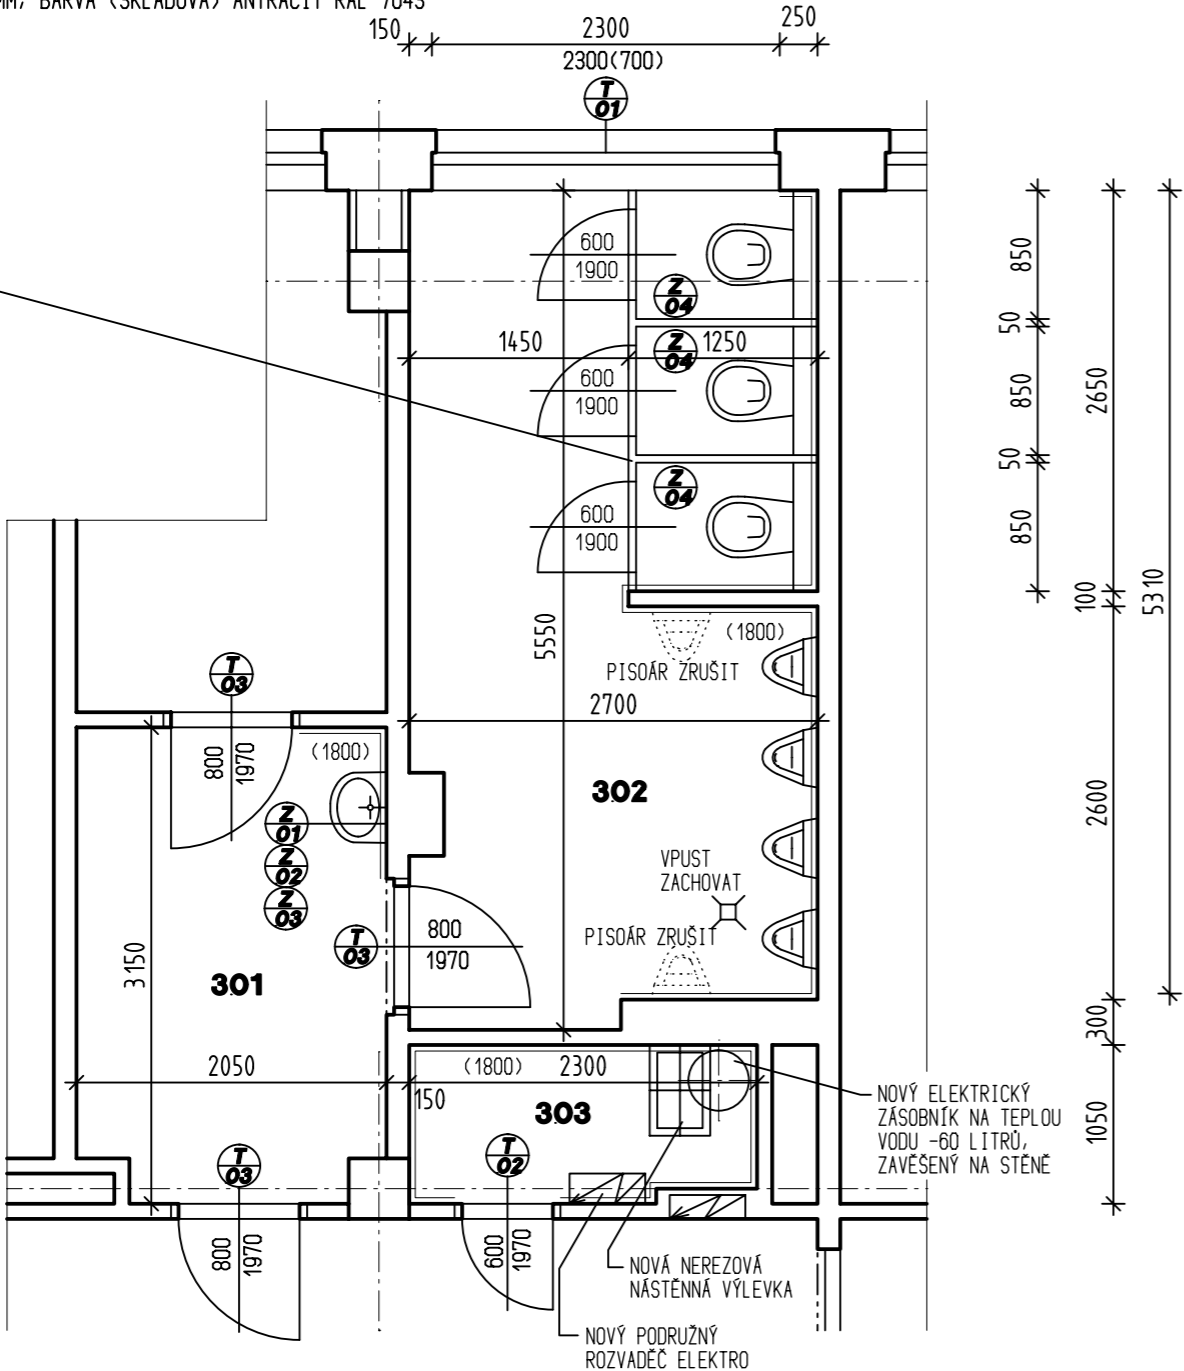 MM, BARVA (SKLADOVÁ) ANTRACIT RAL 7043
150
2300
250
2300(700)
T
01
600
1900
Z
04
1450
1250
600
1900
Z
04
600
1900
Z
04
850
50
850
50
850
2650
100
5310
2600
300
1050
5550
(1800)
PISOÁR ZRUŠIT
2700
302
T
03
800
1970
(1800)
Z
01
Z
02
Z
03
VPUST
ZACHOVAT
PISOÁR ZRUŠIT
800
1970
T
03
3150
301
2050
150
(1800)
2300
303
NOVÝ ELEKTRICKÝ
ZÁSOBNÍK NA TEPLOU
VODU -60 LITRŮ,
ZAVĚŠENÝ NA STĚNĚ
T
03
T
02
800
1970
600
1970
NOVÁ NEREZOVÁ
NÁSTĚNNÁ VÝLEVKA
NOVÝ PODRUŽNÝ
ROZVADĚČ ELEKTRO